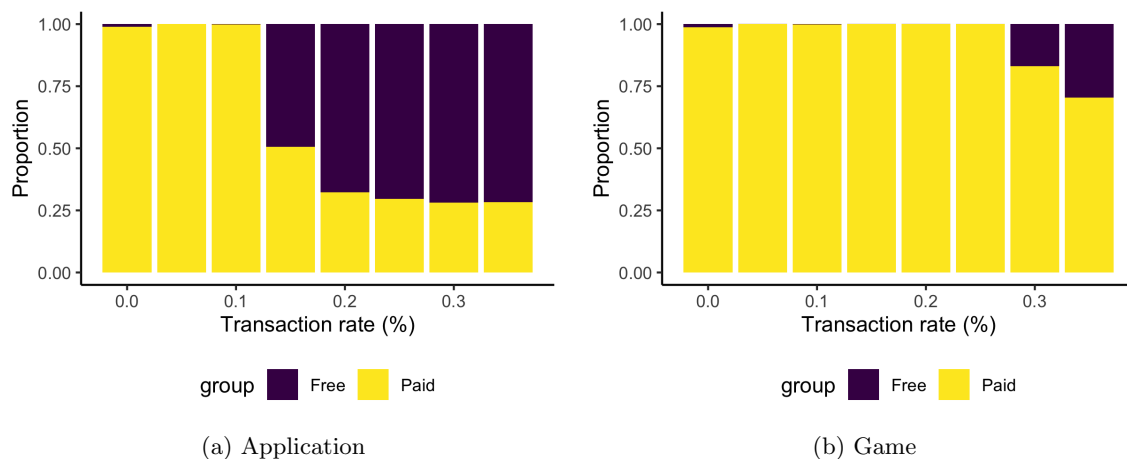 1.00
0.75
0.50
0.25
0.00
Proportion
0.0 0.1 0.2 0.3
Transaction rate (%)
group Free Paid
(a) Application
1.00
0.75
0.50
0.25
0.00
Proportion
0.0 0.1 0.2 0.3
Transaction rate (%)
group Free Paid
(b) Game